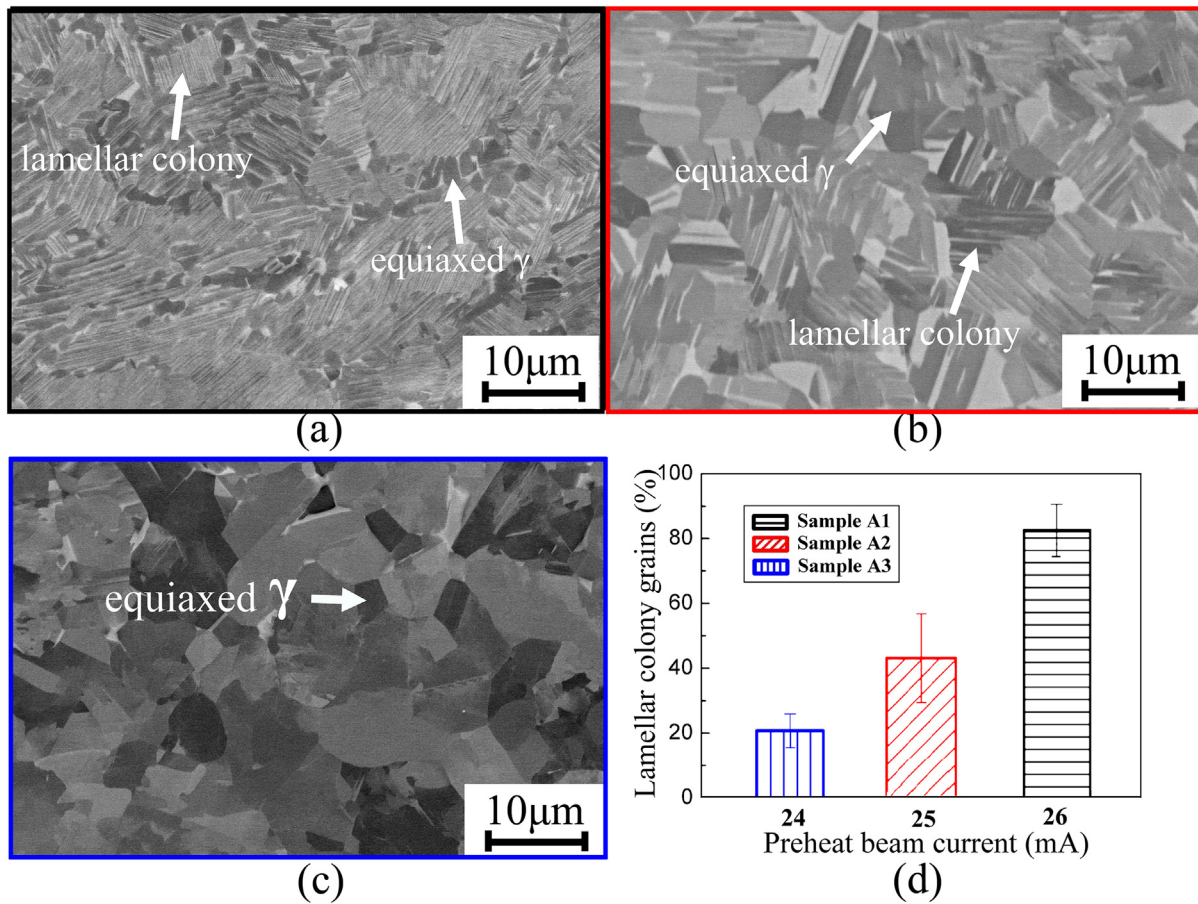 lamellar colony
equiaxed γ
10μm
(a)
equiaxed γ
lamellar colony
10μm
(b)
equiaxed γ
10μm
(c)
Lamellar colony grains (%)
100
80
60
40
20
0
Sample A1
Sample A2
Sample A3
24 25 26
Preheat beam current (mA)
(d)